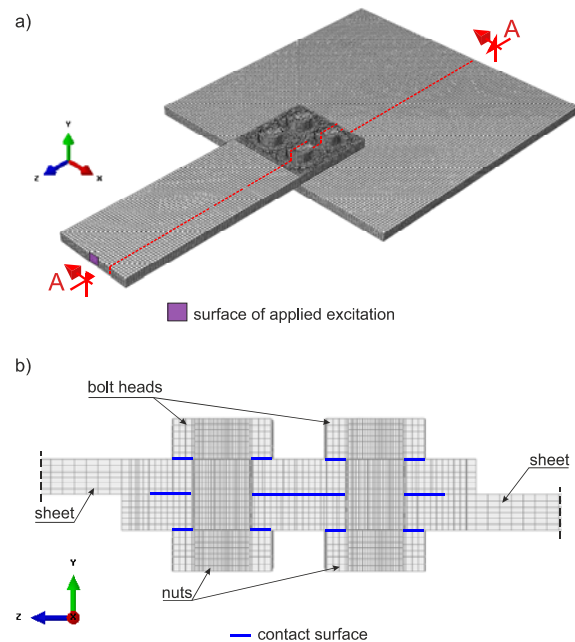 a)
A
Y
Z
X
A
surface of applied excitation
b)
bolt heads
sheet
sheet
Y
Z
X
nuts
contact surface